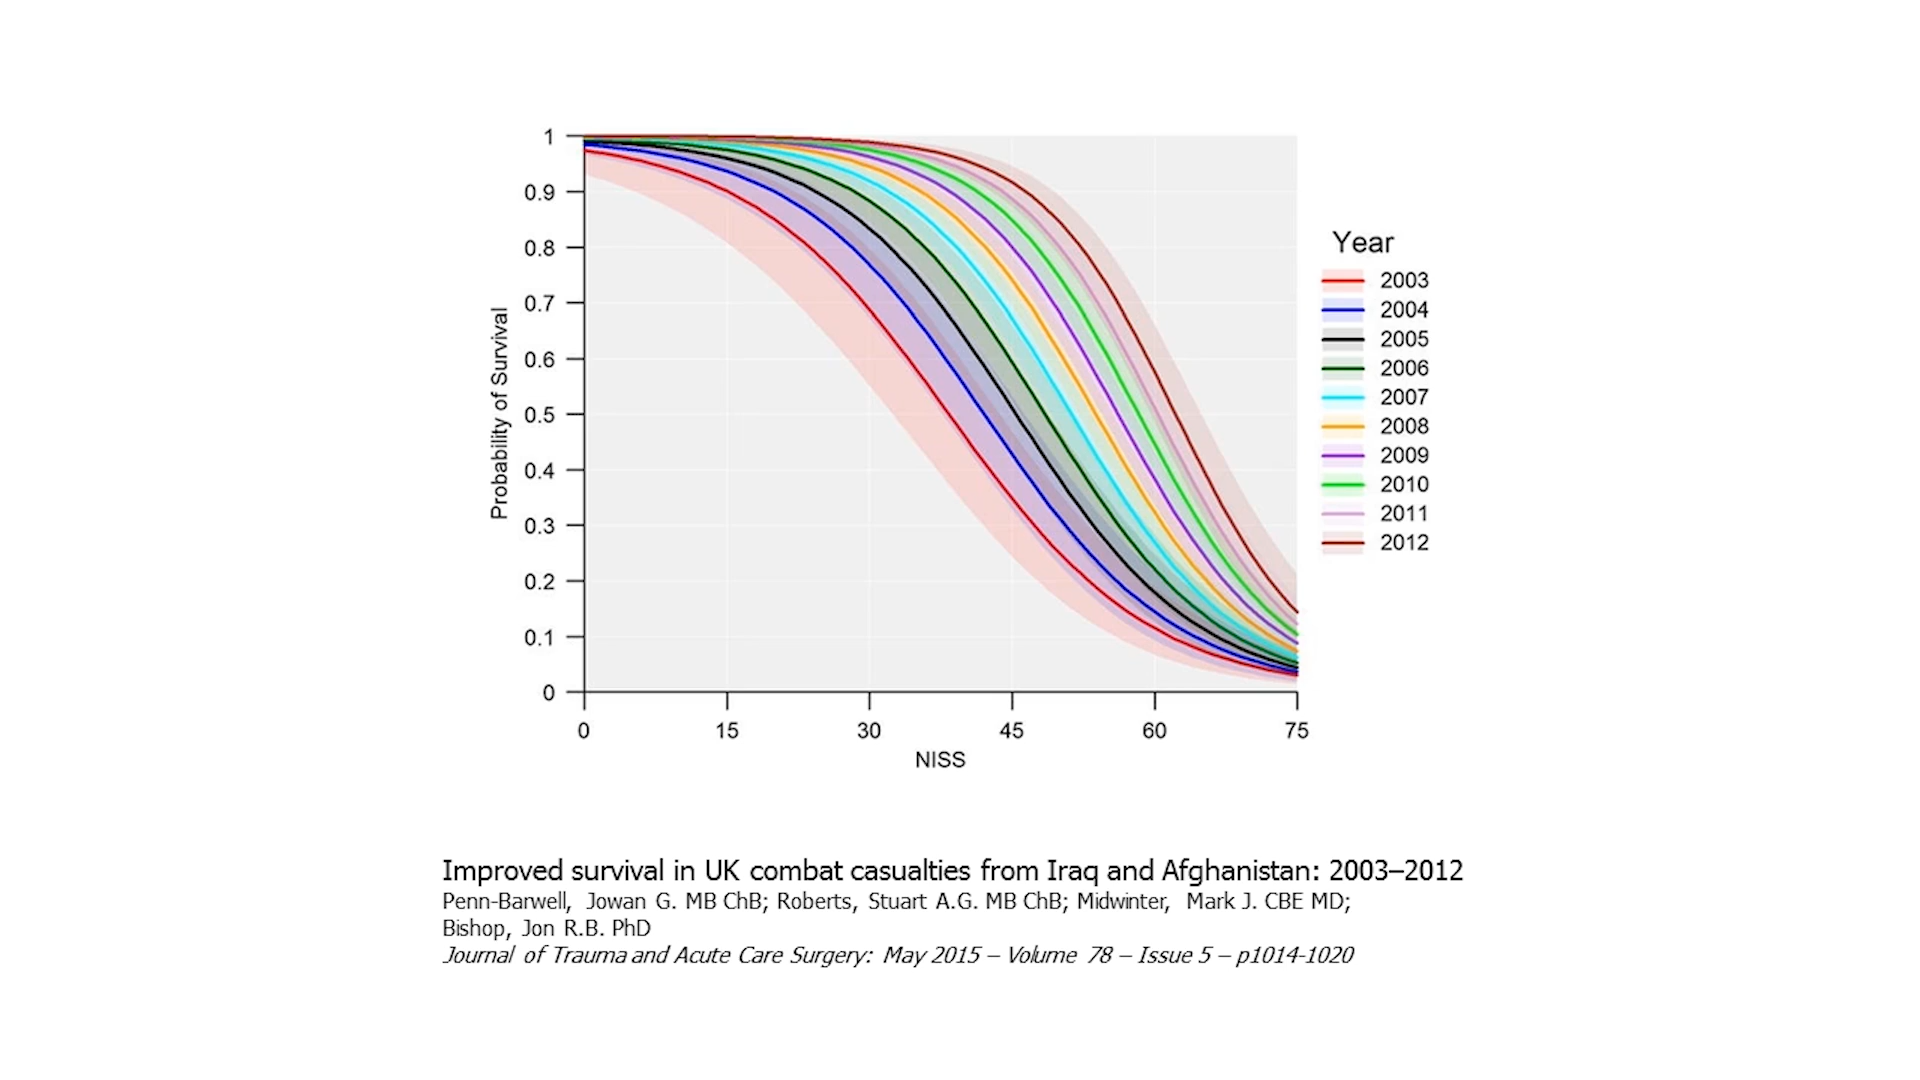 1
0.9
0.8
0.7
0.6
0.5
0.4
0.3
0.2
0.1
0
Probability of Survival
0 15 30 45 60 75
NISS
Year
2003
2004
2005
2006
2007
2008
2009
2010
2011
2012
Improved survival in UK combat casualties from Iraq and Afghanistan: 2003–2012
Penn-Barwell, Jowan G. MB ChB; Roberts, Stuart A.G. MB ChB; Midwinter, Mark J. CBE MD;
Bishop, Jon R.B. PhD
Journal of Trauma and Acute Care Surgery: May 2015 – Volume 78 – Issue 5 – p1014-1020